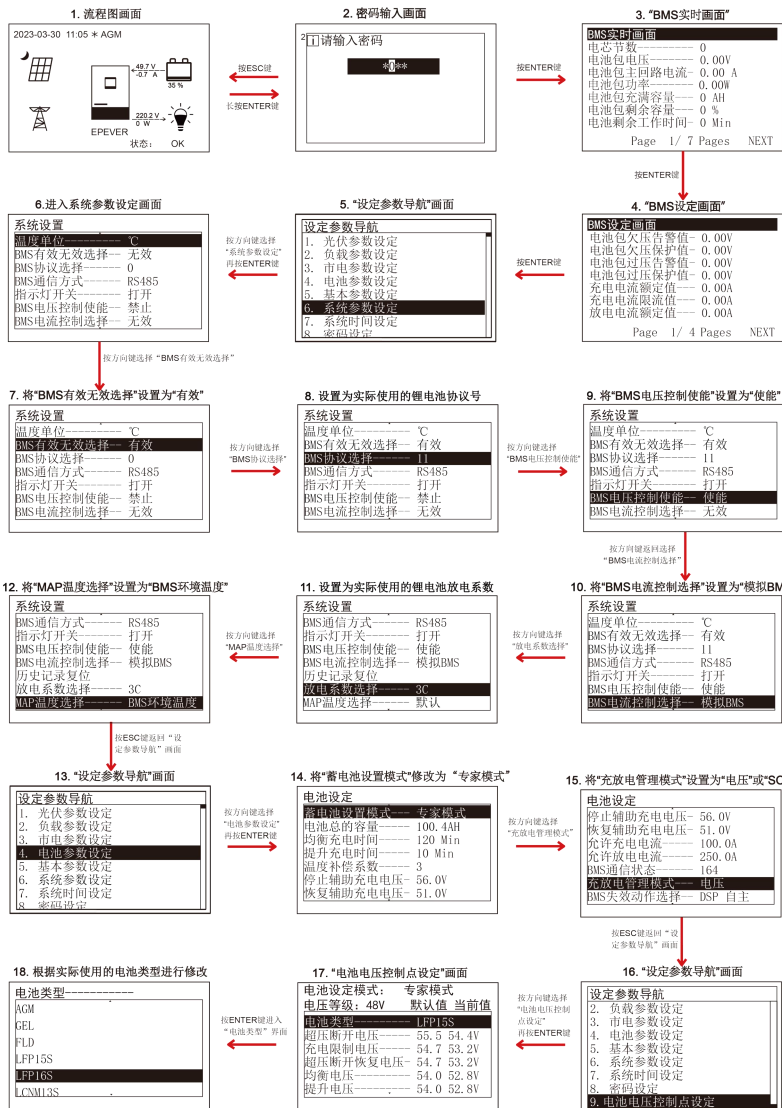 1. 流程图画面
2023-03-30 11:05 ＊ AGM
49.7 V
-0.7 A
35 %
220.2 V
0 W
EPEVER
状态： OK
按ESC键
长按ENTER键
2. 密码输入画面
2 请输入密码
*0**
按ENTER键
3. “BMS实时画面”
BMS实时画面
电芯节数--------- 0
电池包电压------- 0.00V
电池包主回路电流- 0.00 A
电池包功率------- 0.00W
电池包充满容量--- 0 AH
电池包剩余容量--- 0 %
电池剩余工作时间- 0 Min
Page 1/ 7 Pages NEXT
按ENTER键
6.进入系统参数设定画面
系统设置
温度单位--------- ℃
BMS有效无效选择-- 无效
BMS协议选择------ 0
BMS通信方式------ RS485
指示灯开关------- 打开
BMS电压控制使能-- 禁止
BMS电流控制选择-- 无效
按方向键选择
“系统参数设定”
再按ENTER键
5. “设定参数导航”画面
设定参数导航
1. 光伏参数设定
2. 负载参数设定
3. 市电参数设定
4. 电池参数设定
5. 基本参数设定
6. 系统参数设定
7. 系统时间设定
8. 密码设定
按ENTER键
4. “BMS设定画面”
BMS设定画面
电池包欠压告警值- 0.00V
电池包欠压保护值- 0.00V
电池包过压告警值- 0.00V
电池包过压保护值- 0.00V
充电电流额定值--- 0.00A
充电电流限流值--- 0.00A
放电电流额定值--- 0.00A
Page 1/ 4 Pages NEXT
按方向键选择 “BMS有效无效选择”
7. 将“BMS有效无效选择”设置为“有效”
系统设置
温度单位--------- ℃
BMS有效无效选择-- 有效
BMS协议选择------ 0
BMS通信方式------ RS485
指示灯开关------- 打开
BMS电压控制使能-- 禁止
BMS电流控制选择-- 无效
按方向键选择
“BMS协议选择”
8. 设置为实际使用的锂电池协议号
系统设置
温度单位--------- ℃
BMS有效无效选择-- 有效
BMS协议选择------ 11
BMS通信方式------ RS485
指示灯开关------- 打开
BMS电压控制使能-- 禁止
BMS电流控制选择-- 无效
按方向键选择
“BMS电压控制使能”
9. 将“BMS电压控制使能”设置为“使能”
系统设置
温度单位--------- ℃
BMS有效无效选择-- 有效
BMS协议选择------ 11
BMS通信方式------ RS485
指示灯开关------- 打开
BMS电压控制使能-- 使能
BMS电流控制选择-- 无效
按方向键返回选择
“BMS电流控制选择”
12. 将“MAP温度选择”设置为“BMS环境温度”
系统设置
BMS通信方式------ RS485
指示灯开关------- 打开
BMS电压控制使能-- 使能
BMS电流控制选择-- 模拟BMS
历史记录复位
放电系数选择----- 3C
MAP温度选择------ BMS环境温度
按方向键选择
“MAP温度选择”
11. 设置为实际使用的锂电池放电系数
系统设置
BMS通信方式------ RS485
指示灯开关------- 打开
BMS电压控制使能-- 使能
BMS电流控制选择-- 模拟BMS
历史记录复位
放电系数选择----- 3C
MAP温度选择------ 默认
按方向键选择
“放电系数选择”
10. 将“BMS电流控制选择”设置为“模拟BM
系统设置
温度单位--------- ℃
BMS有效无效选择-- 有效
BMS协议选择------ 11
BMS通信方式------ RS485
指示灯开关------- 打开
BMS电压控制使能-- 使能
BMS电流控制选择-- 模拟BMS
按ESC键返回 “设
定参数导航” 画面
13. “设定参数导航”画面
设定参数导航
1. 光伏参数设定
2. 负载参数设定
3. 市电参数设定
4. 电池参数设定
5. 基本参数设定
6. 系统参数设定
7. 系统时间设定
8. 密码设定
按方向键选择
“电池参数设定”
再按ENTER键
14. 将“蓄电池设置模式”修改为 “专家模式”
电池设定
蓄电池设置模式--- 专家模式
电池总的容量----- 100.4AH
均衡充电时间----- 120 Min
提升充电时间----- 10 Min
温度补偿系数----- 3
停止辅助充电电压- 56.0V
恢复辅助充电电压- 51.0V
按方向键选择
“充放电管理模式”
15. 将“充放电管理模式”设置为“电压”或“SO
电池设定
停止辅助充电电压- 56.0V
恢复辅助充电电压- 51.0V
允许充电电流----- 100.0A
允许放电电流----- 250.0A
BMS通信状态------ 164
充放电管理模式--- 电压
BMS失效动作选择-- DSP 自主
按ESC键返回 “设
定参数导航” 画面
18. 根据实际使用的电池类型进行修改
电池类型-----------
AGM
GEL
FLD
LFP15S
LFP16S
LCNM13S
按ENTER键进入
“电池类型” 界面
17. “电池电压控制点设定”画面
电池设定模式： 专家模式
电压等级：48V 默认值 当前值
电池类型--------- LFP15S
超压断开电压----- 55.5 54.4V
充电限制电压----- 54.7 53.2V
超压断开恢复电压- 54.7 53.2V
均衡电压--------- 54.0 52.8V
提升电压--------- 54.0 52.8V
按方向键选择
“电池电压控制
点设定”
再按ENTER键
16. “设定参数导航”画面
设定参数导航
2. 负载参数设定
3. 市电参数设定
4. 电池参数设定
5. 基本参数设定
6. 系统参数设定
7. 系统时间设定
8. 密码设定
9. 电池电压控制点设定